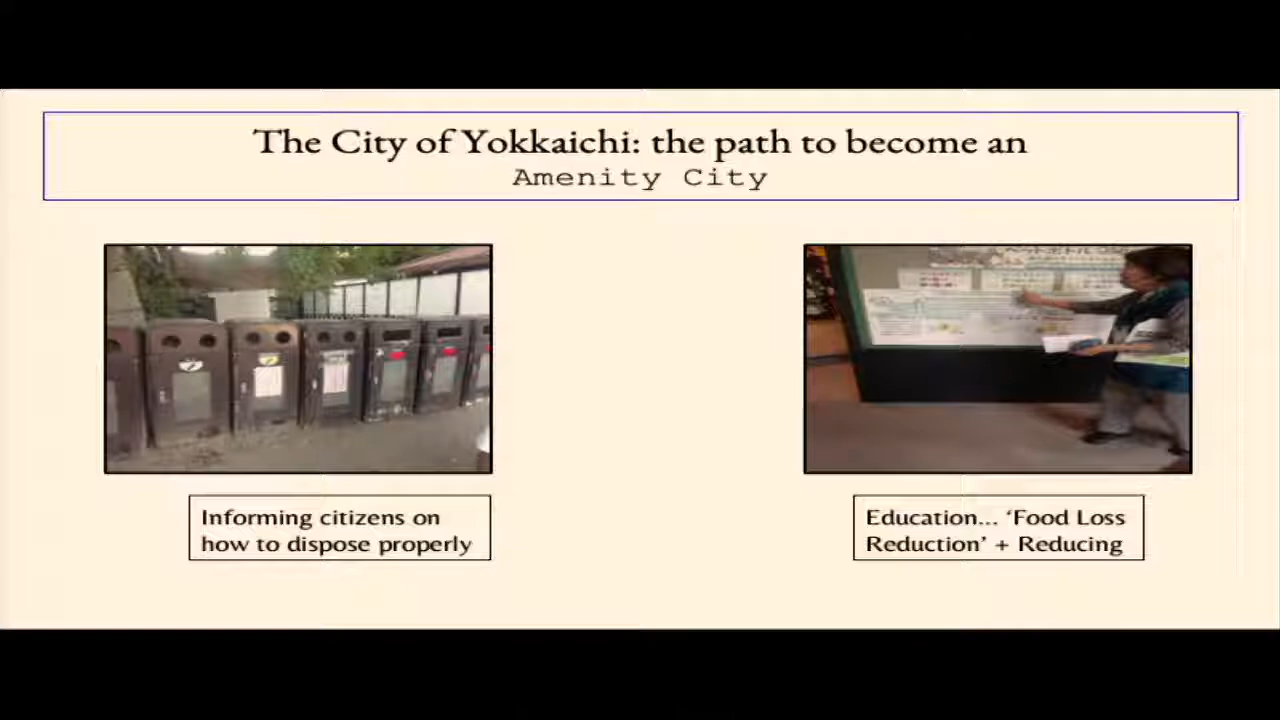 The City of Yokkaichi: the path to become an
Amenity City
Informing citizens on
how to dispose properly
Education... ‘Food Loss
Reduction’ + Reducing